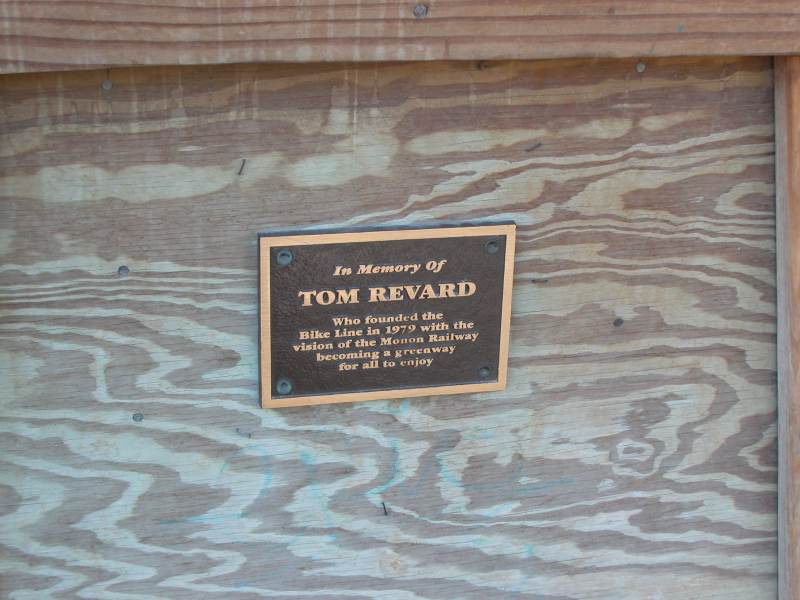 In Memory Of
TOM REVARD
Who founded the
Bike Line in 1979 with the
vision of the Monon Railway
becoming a greenway
for all to enjoy